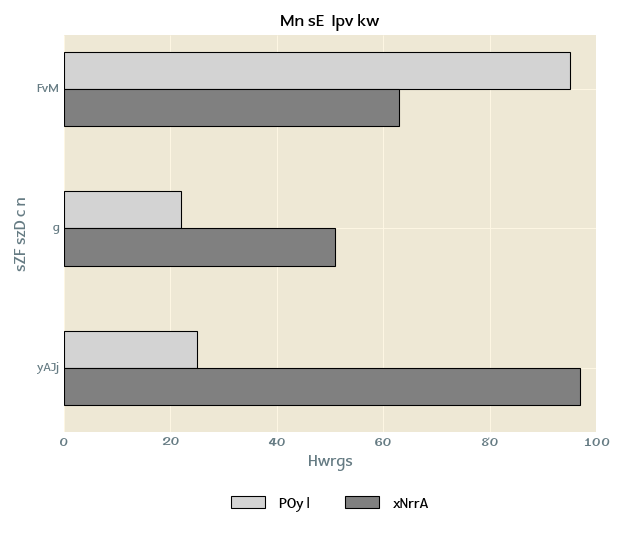 Mn sE Ipv kw
FvM
g
yAJj
sZF szD c n
0 20 40 60 80 100
Hwrgs
POy l xNrrA